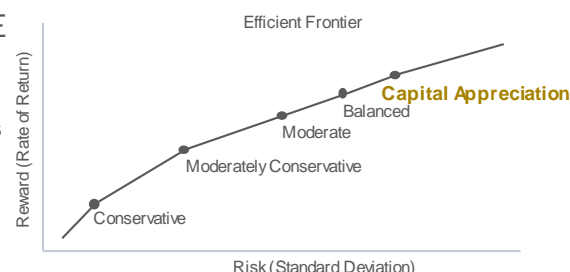 Efficient Frontier
Reward (Rate of Return)
Capital Appreciation
Balanced
Moderate
Moderately Conservative
Conservative
Risk (Standard Deviation)